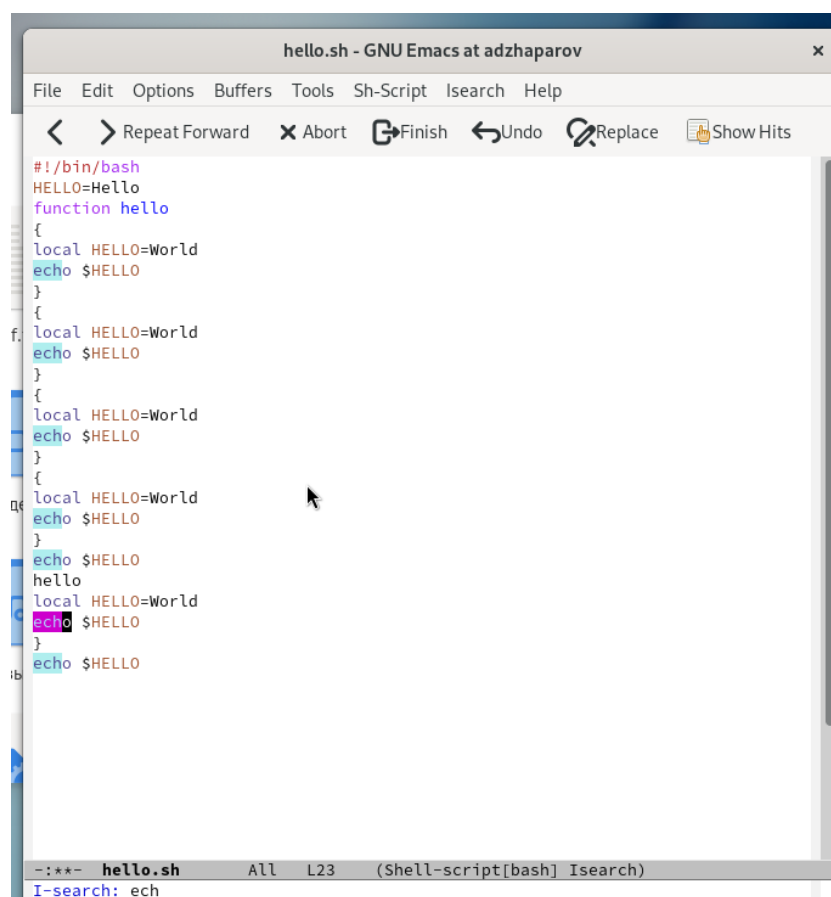 hello.sh - GNU Emacs at adzhaparov ×
File Edit Options Buffers Tools Sh-Script Isearch Help
Repeat Forward Abort Finish Undo Replace Show Hits
#!/bin/bash
HELLO=Hello
function hello
{
local HELLO=World
echo $HELLO
}
{
local HELLO=World
echo $HELLO
}
{
local HELLO=World
echo $HELLO
}
{
local HELLO=World
echo $HELLO
}
echo $HELLO
hello
local HELLO=World
echo $HELLO
}
echo $HELLO
-:**- hello.sh All L23 (Shell-script[bash] Isearch)
I-search: ech